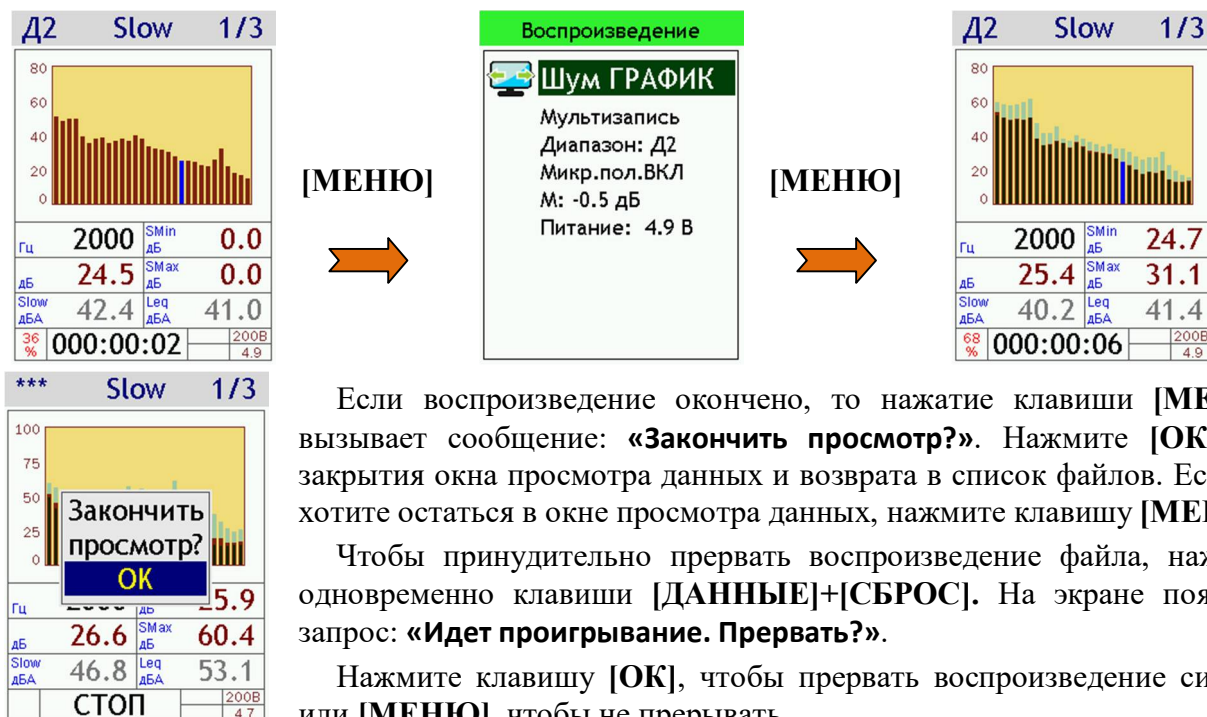 Д2 Slow 1/3
80
60
40
20
0
Гц 2000 SMin дБ 0.0
дБ 24.5 SMax дБ 0.0
Slow дБА 42.4 Leq дБА 41.0
36 % 000:00:02 200В 4.9
[МЕНЮ]
Воспроизведение
Шум ГРАФИК
Мультизапись
Диапазон: Д2
Микр.пол.ВКЛ
М: -0.5 дБ
Питание: 4.9 В
[МЕНЮ]
Д2 Slow 1/3
80
60
40
20
0
Гц 2000 SMin дБ 24.7
дБ 25.4 SMax дБ 31.1
Slow дБА 40.2 Leq дБА 41.4
68 % 000:00:06 200В 4.9
*** Slow 1/3
100
75
50
25
0
Закончить
просмотр?
ОК
Гц дБ 5.9
дБ 26.6 SMax дБ 60.4
Slow дБА 46.8 Leq дБА 53.1
СТОП 200В 4.7
Если воспроизведение окончено, то нажатие клавиши [МЕ
вызывает сообщение: «Закончить просмотр?». Нажмите [ОК
закрытия окна просмотра данных и возврата в список файлов. Ес
хотите остаться в окне просмотра данных, нажмите клавишу [МЕ
Чтобы принудительно прервать воспроизведение файла, наж
одновременно клавиши [ДАННЫЕ]+[СБРОС]. На экране поя
запрос: «Идет проигрывание. Прервать?».
Нажмите клавишу [ОК], чтобы прервать воспроизведение си
или [МЕНЮ], чтобы не прерывать